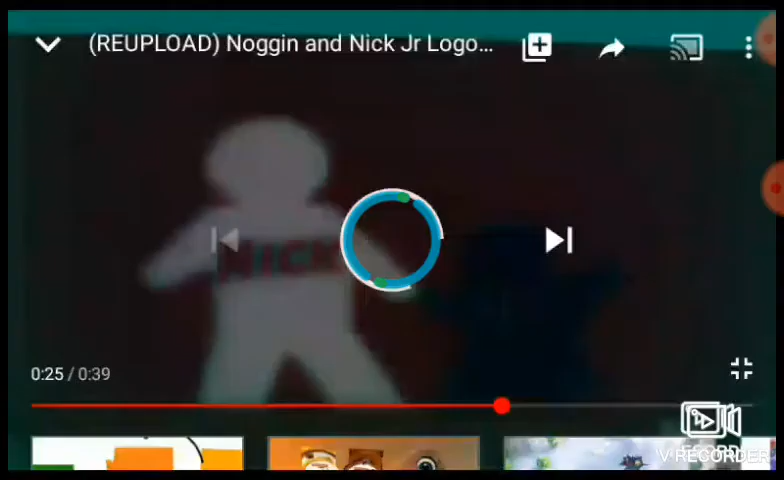 (REUPLOAD) Noggin and Nick Jr Logo...
NICK
0:25 / 0:39
V RECORDER